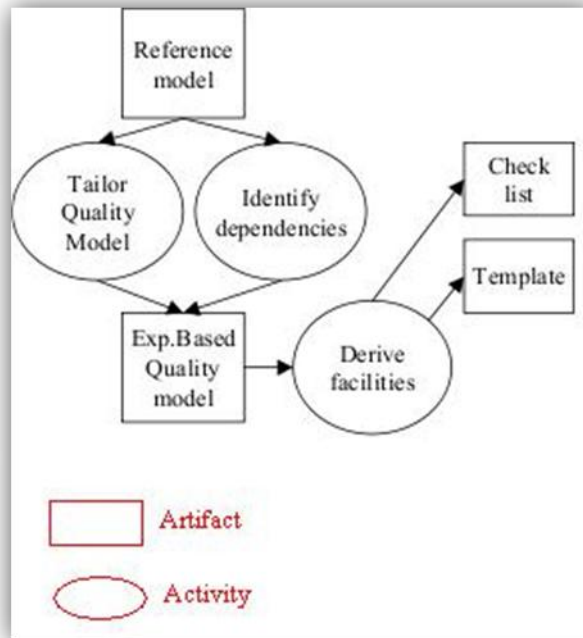 Reference
model
Tailor
Quality
Model
Identify
dependencies
Check
list
Template
Exp.Based
Quality
model
Derive
facilities
Artifact
Activity